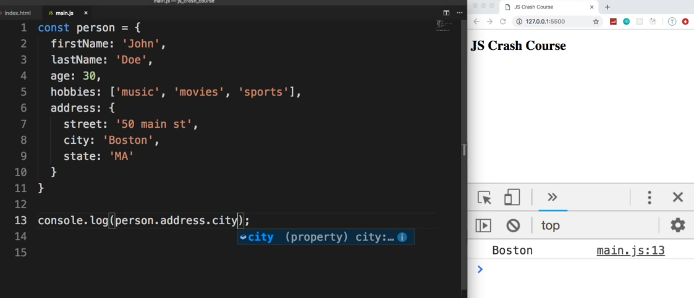 main.js — js_crash_course
index.html
JS main.js ×
1 const person = {
2 firstName: 'John',
3 lastName: 'Doe',
4 age: 30,
5 hobbies: ['music', 'movies', 'sports'],
6 address: {
7 street: '50 main st',
8 city: 'Boston',
9 state: 'MA'
10 }
11 }
12
13 console.log(person.address.city);
14
15
city (property) city:…
JS Crash Course
127.0.0.1:5500
JS Crash Course
top
Boston main.js:13